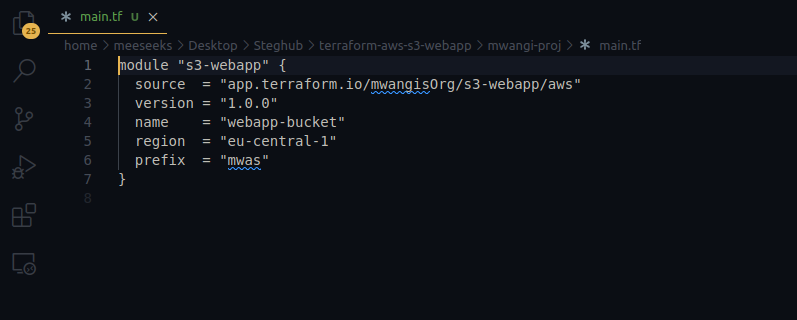 main.tf U
25
home > meeseeks > Desktop > Steghub > terraform-aws-s3-webapp > mwangi-proj > main.tf
1 module "s3-webapp" {
2 source = "app.terraform.io/mwangisOrg/s3-webapp/aws"
3 version = "1.0.0"
4 name = "webapp-bucket"
5 region = "eu-central-1"
6 prefix = "mwas"
7 }
8